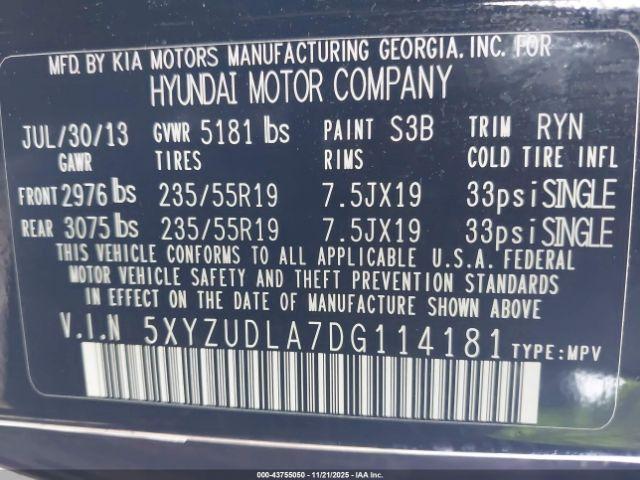 MFD. BY KIA MOTORS MANUFACTURING GEORGIA. INC. FOR
HYUNDAI MOTOR COMPANY
JUL/30/13 GVWR 5181 lbs PAINT S3B TRIM RYN
GAWR TIRES RIMS COLD TIRE INFL
FRONT 2976 lbs 235/55R19 7.5JX19 33psi SINGLE
REAR 3075 lbs 235/55R19 7.5JX19 33psi SINGLE
THIS VEHICLE CONFORMS TO ALL APPLICABLE U.S.A. FEDERAL
MOTOR VEHICLE SAFETY AND THEFT PREVENTION STANDARDS
IN EFFECT ON THE DATE OF MANUFACTURE SHOWN ABOVE
V.I.N 5XYZUDLA7DG114181 TYPE:MPV
000-43755050 - 11/21/2025 - IAA Inc.